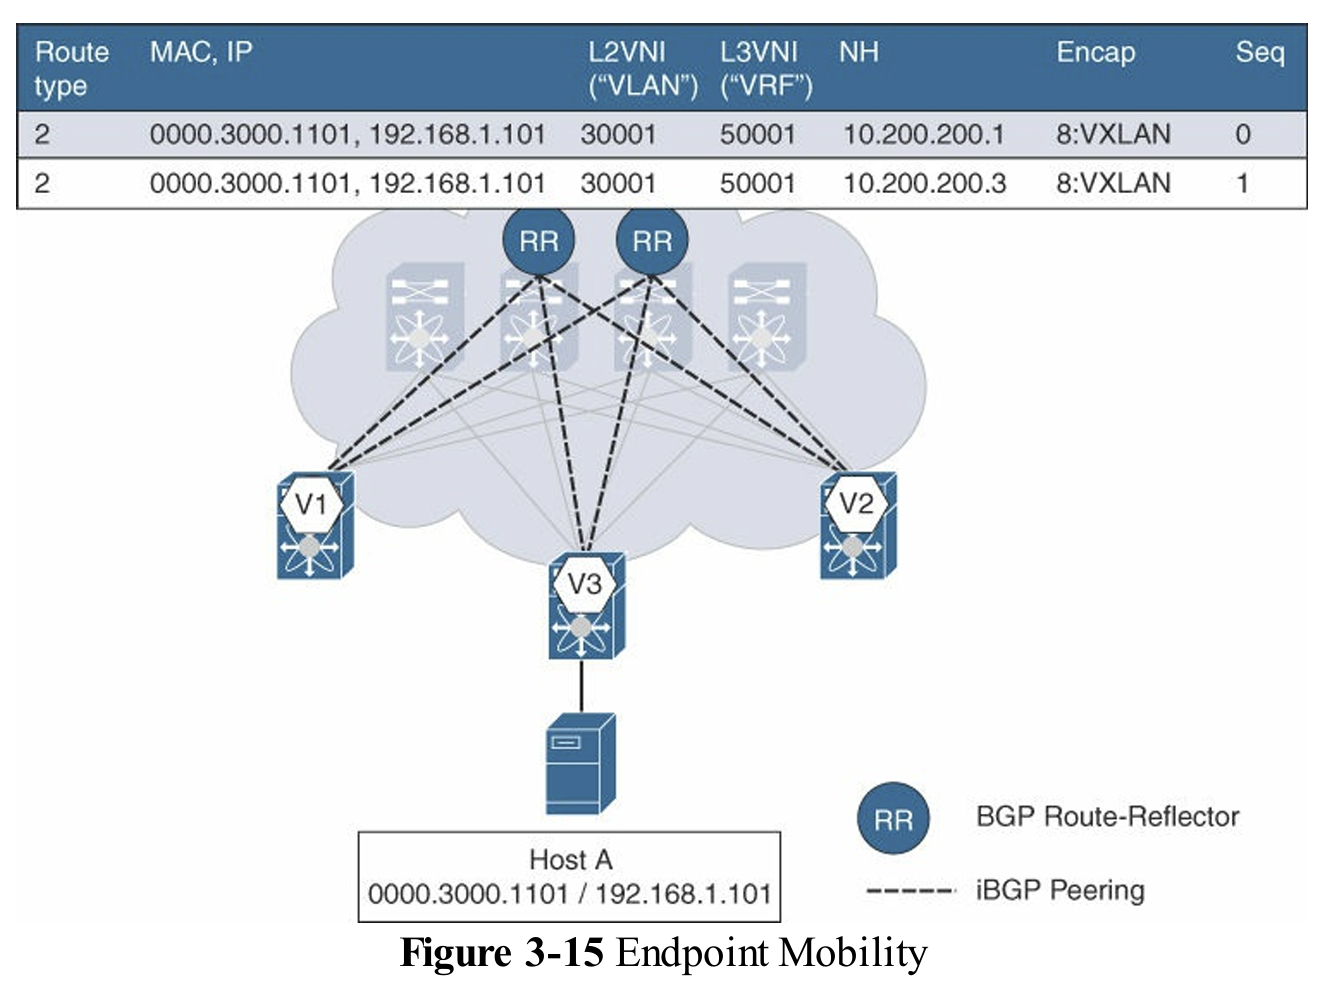 Route type MAC, IP L2VNI (“VLAN”) L3VNI (“VRF”) NH Encap Seq
2 0000.3000.1101, 192.168.1.101 30001 50001 10.200.200.1 8:VXLAN 0
2 0000.3000.1101, 192.168.1.101 30001 50001 10.200.200.3 8:VXLAN 1
RR RR
V1 V2
V3
Host A
0000.3000.1101 / 192.168.1.101
RR BGP Route-Reflector
iBGP Peering
Figure 3-15 Endpoint Mobility